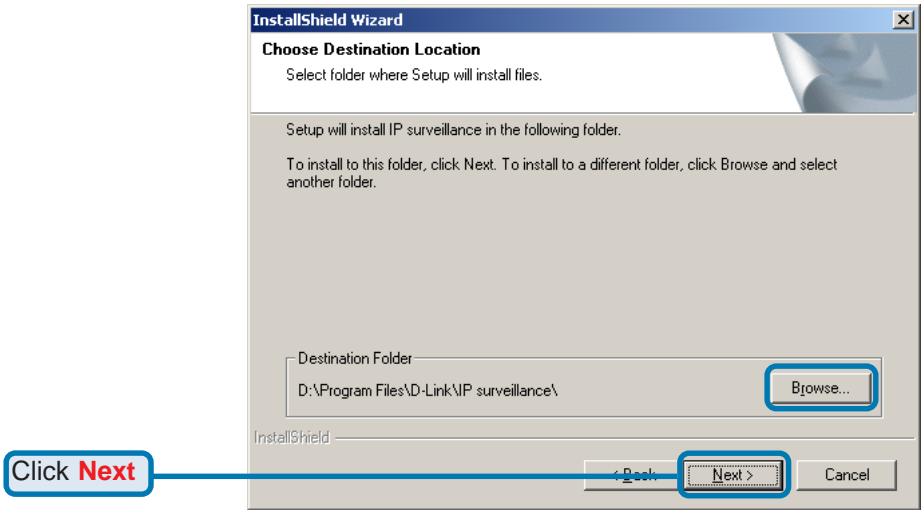 InstallShield Wizard
Choose Destination Location
Select folder where Setup will install files.
Setup will install IP surveillance in the following folder.
To install to this folder, click Next. To install to a different folder, click Browse and select
another folder.
Destination Folder
D:\Program Files\D-Link\IP surveillance\
Browse...
InstallShield
Click Next
< Back
Next >
Cancel